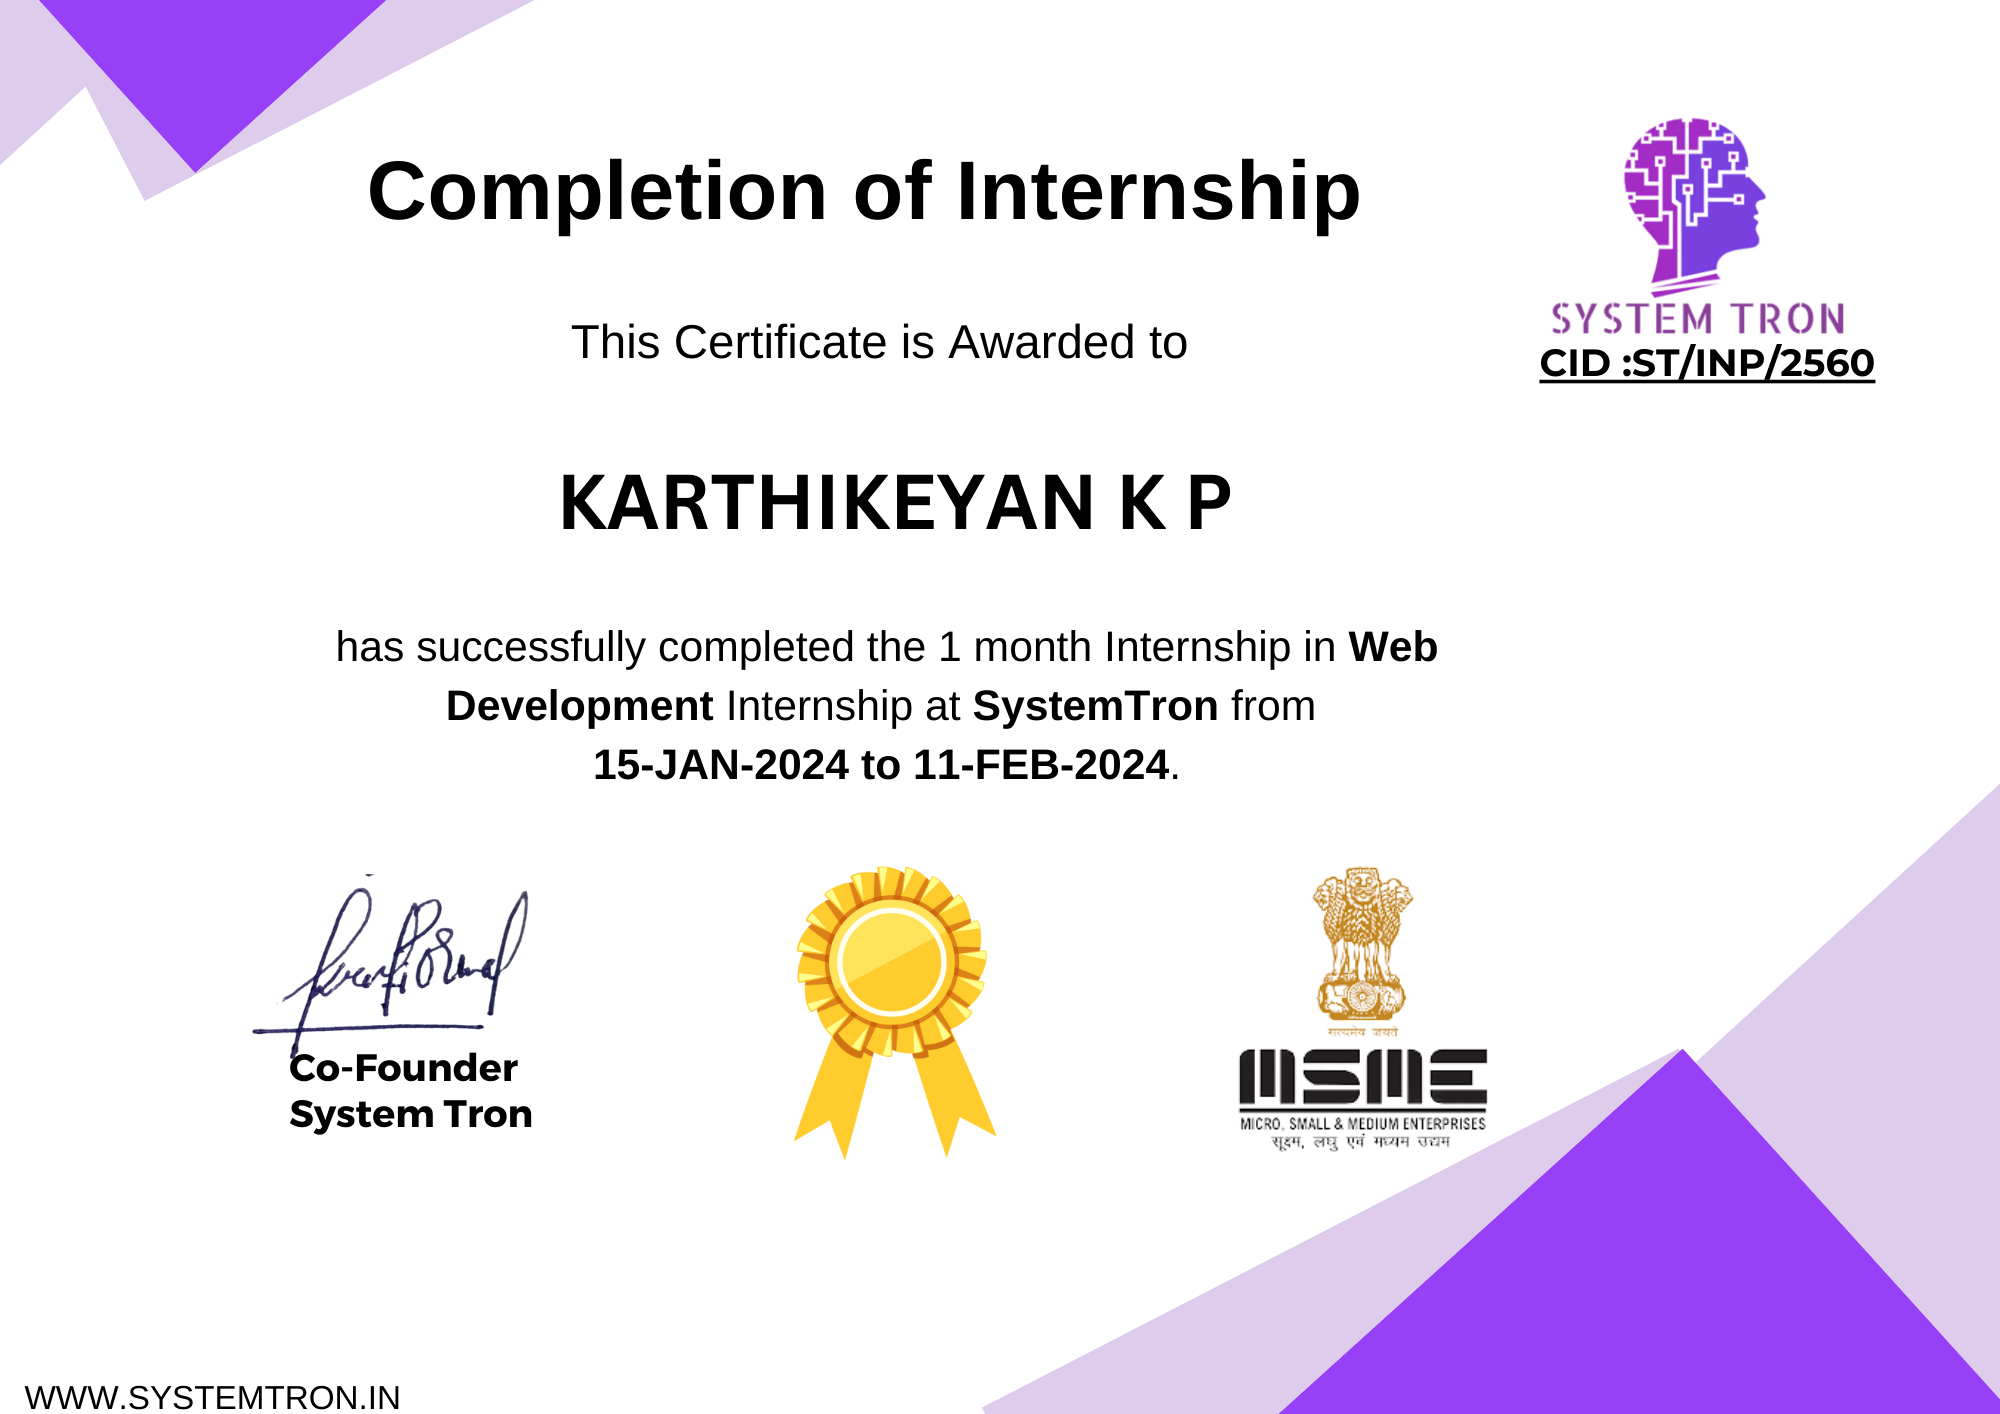 Completion of Internship
This Certificate is Awarded to
SYSTEM TRON
CID :ST/INP/2560
KARTHIKEYAN K P
has successfully completed the 1 month Internship in Web
Development Internship at SystemTron from
15-JAN-2024 to 11-FEB-2024.
Co-Founder
System Tron
सत्यमेव जयते
MSME
MICRO, SMALL & MEDIUM ENTERPRISES
सूक्ष्म, लघु एवं मध्यम उद्यम
WWW.SYSTEMTRON.IN